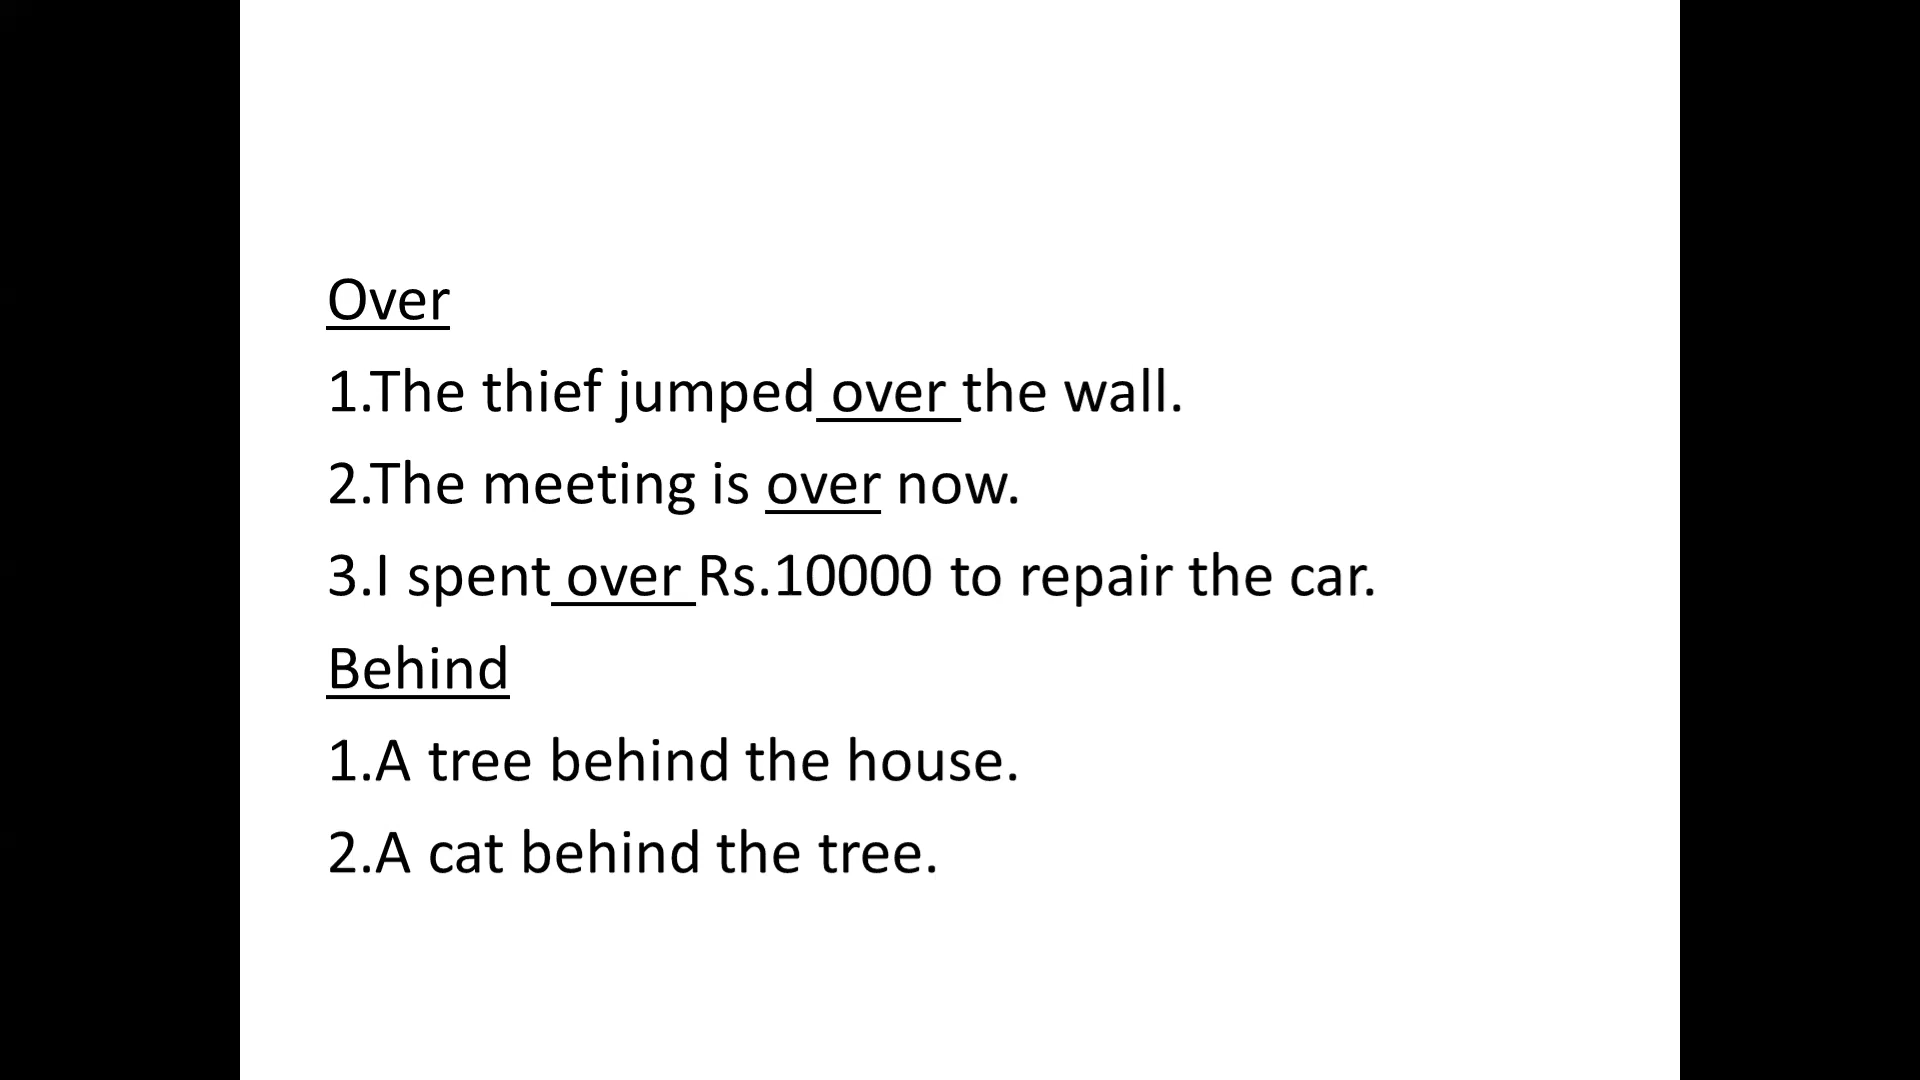 Over
1.The thief jumped over the wall.
2.The meeting is over now.
3.I spent over Rs.10000 to repair the car.
Behind
1.A tree behind the house.
2.A cat behind the tree.